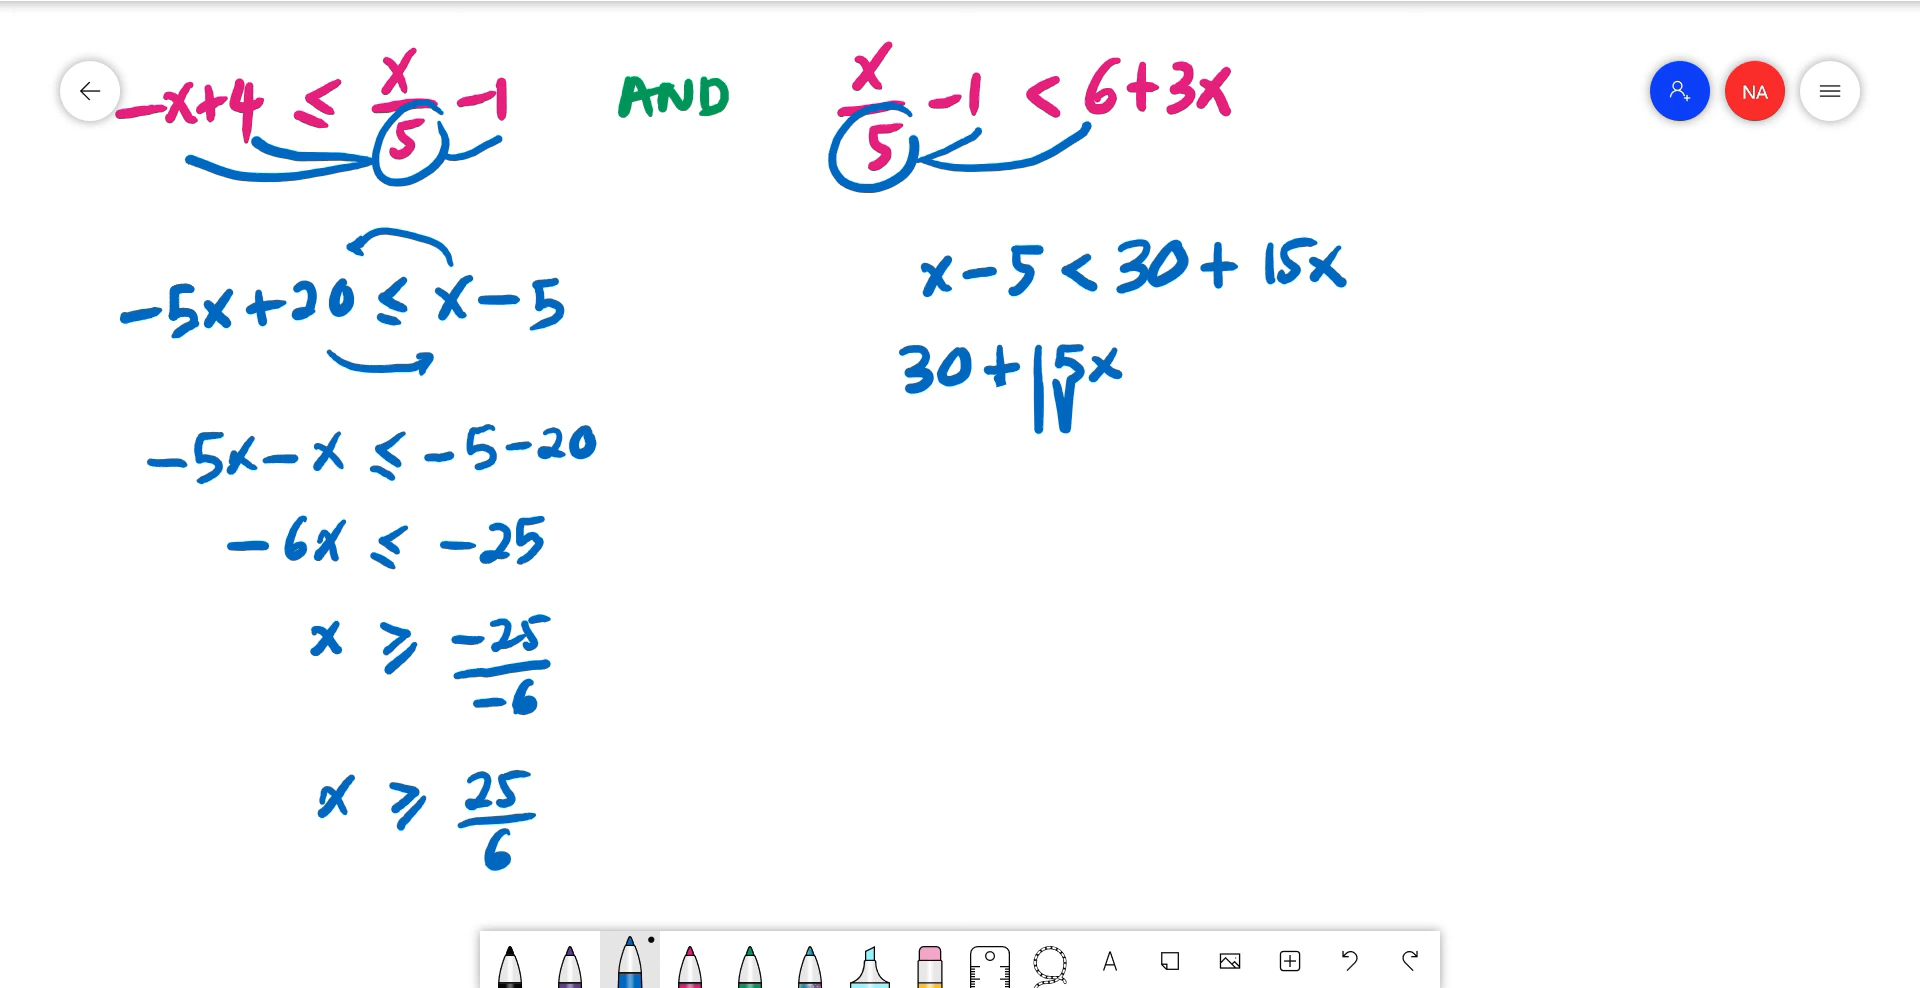 -x+4 ≤ x/5 -1 AND x/5 -1 < 6+3x
NA
-5x+20 ≤ x-5
x-5 < 30+15x
30+15x
-5x-x ≤ -5-20
-6x ≤ -25
x ≥ -25/-6
x ≥ 25/6
A